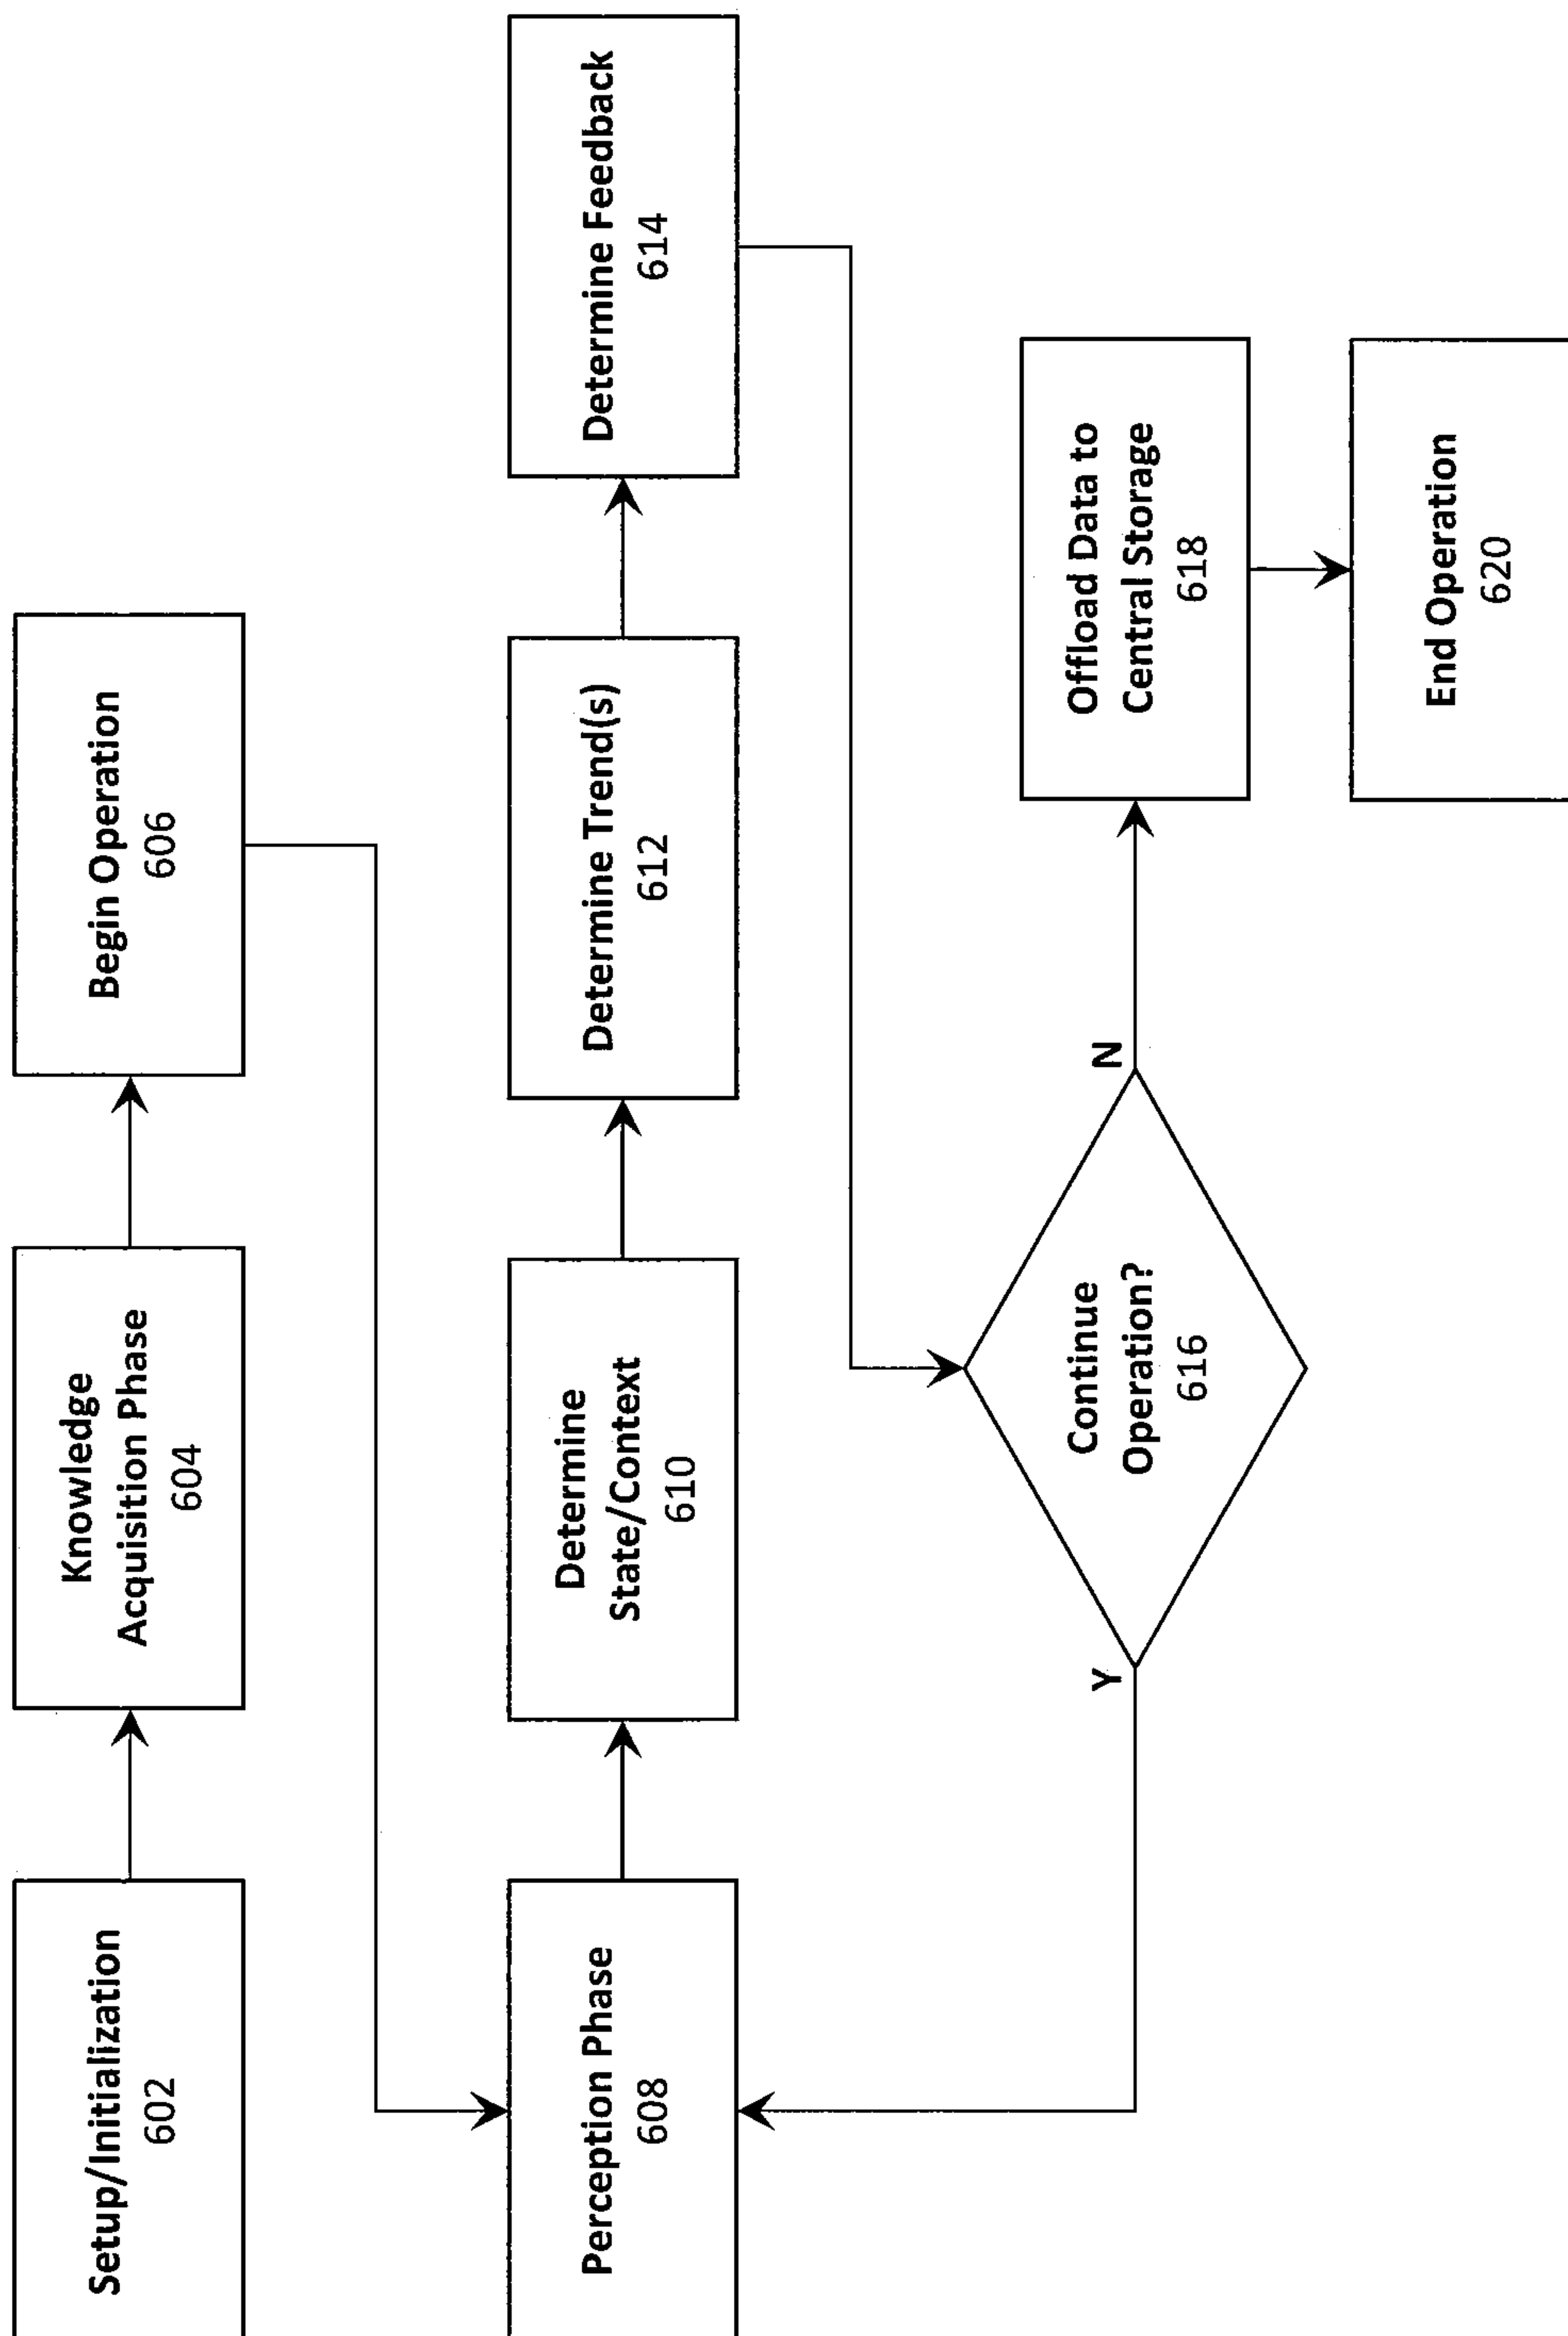 Setup/Initialization
602
Knowledge
Acquisition Phase
604
Begin Operation
606
Perception Phase
608
Determine
State/Context
610
Determine Trend(s)
612
Determine Feedback
614
Y
Continue
Operation?
616
N
Offload Data to
Central Storage
618
End Operation
620